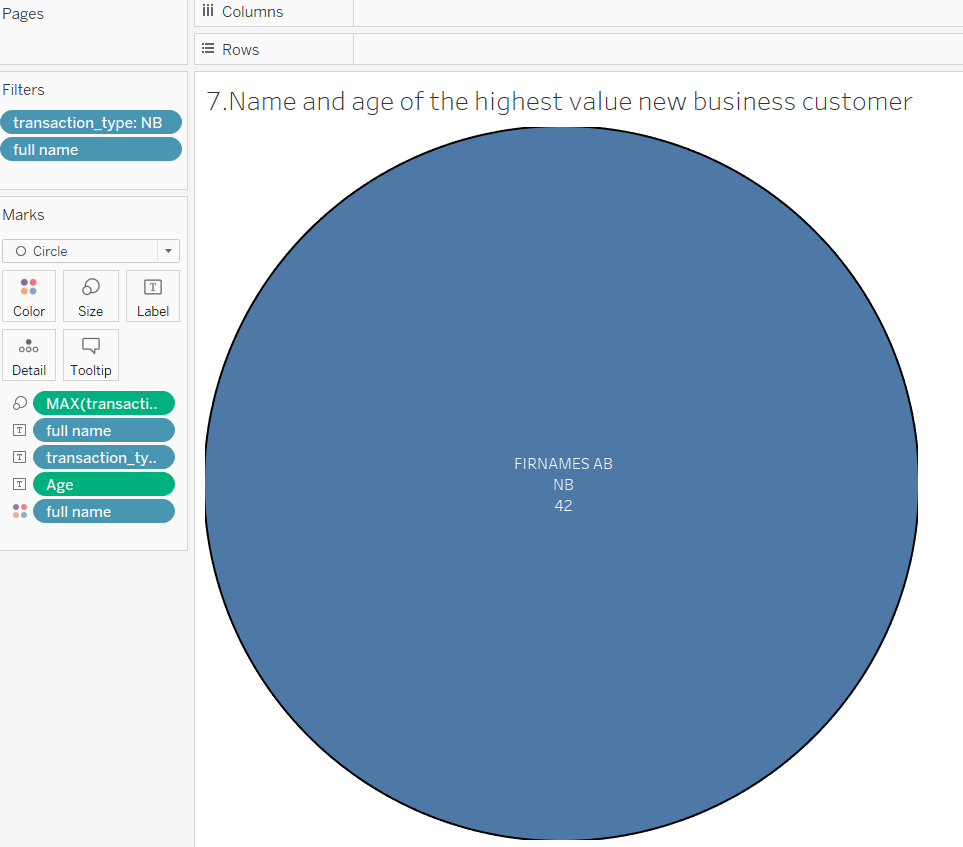 Pages
Columns
Rows
Filters
transaction_type: NB
full name
Marks
Circle
Color
Size
T
Label
Detail
Tooltip
MAX(transacti..
T
full name
T
transaction_ty..
T
Age
full name
7.Name and age of the highest value new business customer
FIRNAMES AB
NB
42